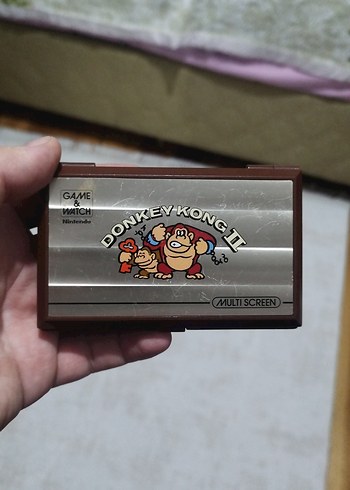 GAME
&
WATCH
Nintendo
DONKEY KONG II
MULTI SCREEN